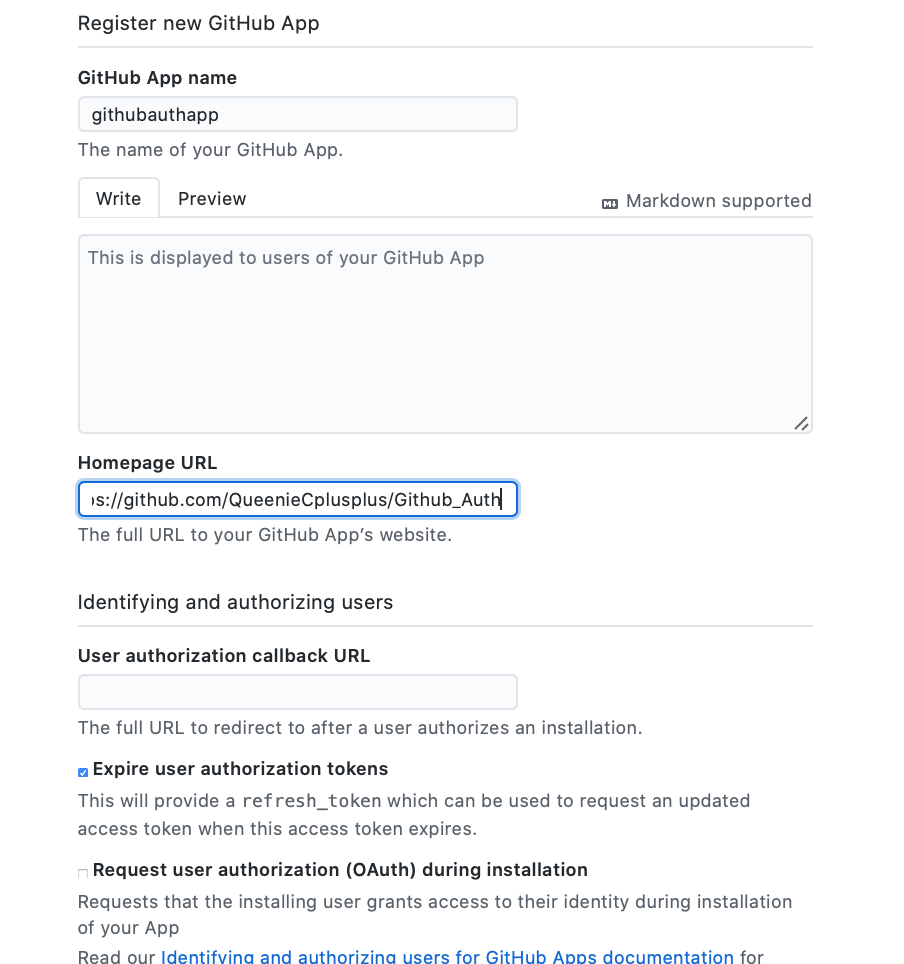 Register new GitHub App
GitHub App name
githubauthapp
The name of your GitHub App.
Write Preview Markdown supported
This is displayed to users of your GitHub App
Homepage URL
s://github.com/QueenieCplusplus/Github_Auth
The full URL to your GitHub App’s website.
Identifying and authorizing users
User authorization callback URL
The full URL to redirect to after a user authorizes an installation.
Expire user authorization tokens
This will provide a refresh_token which can be used to request an updated
access token when this access token expires.
Request user authorization (OAuth) during installation
Requests that the installing user grants access to their identity during installation
of your App
Read our Identifying and authorizing users for GitHub Apps documentation for